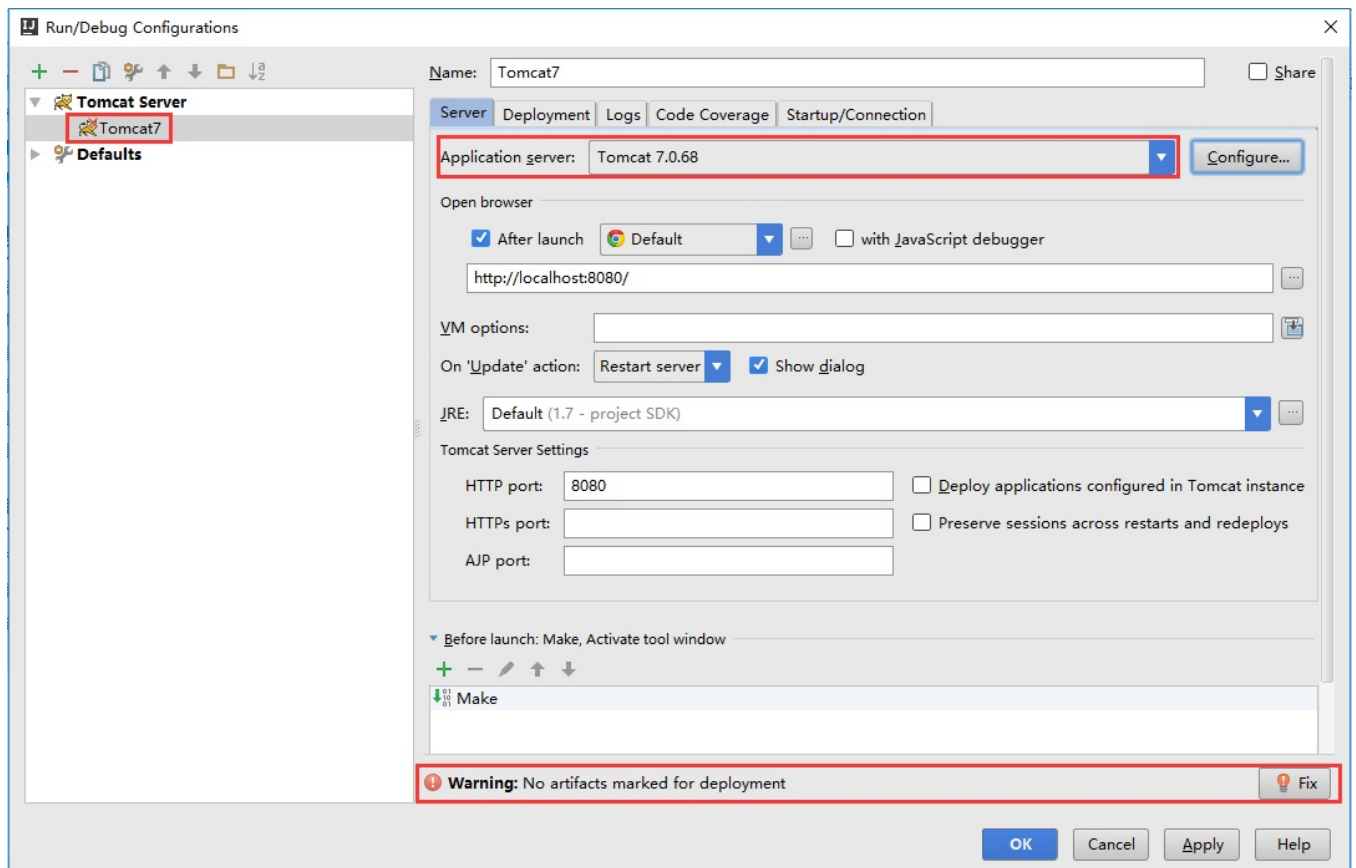 Run/Debug Configurations
Name: Tomcat7 Share
Tomcat Server
Tomcat7
Defaults
Server Deployment Logs Code Coverage Startup/Connection
Application server: Tomcat 7.0.68 Configure...
Open browser
After launch Default ... with JavaScript debugger
http://localhost:8080/ ...
VM options:
On 'Update' action: Restart server Show dialog
JRE: Default (1.7 - project SDK) ...
Tomcat Server Settings
HTTP port: 8080 Deploy applications configured in Tomcat instance
HTTPs port: Preserve sessions across restarts and redeploys
AJP port:
Before launch: Make, Activate tool window
Make
Warning: No artifacts marked for deployment Fix
OK Cancel Apply Help